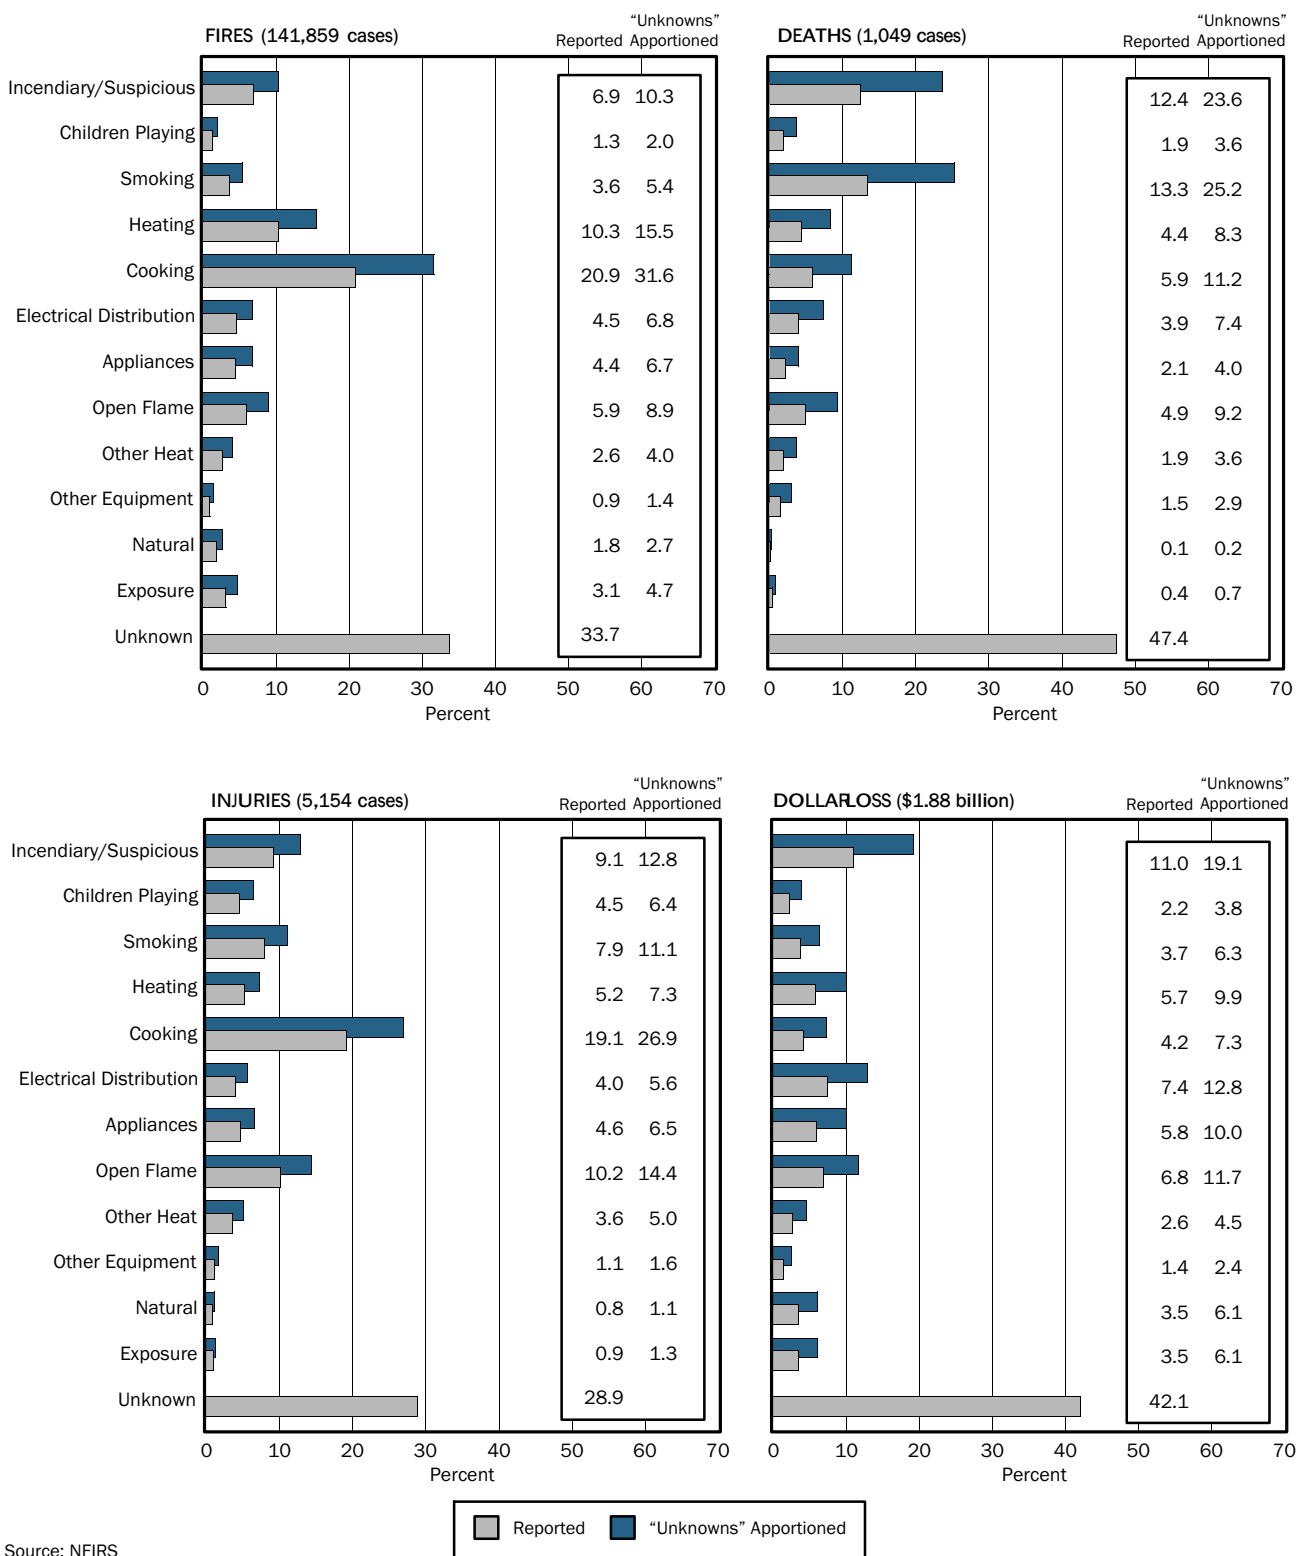 "Unknowns"
FIRES (141,859 cases) Reported Apportioned
Incendiary/Suspicious 6.9 10.3
Children Playing 1.3 2.0
Smoking 3.6 5.4
Heating 10.3 15.5
Cooking 20.9 31.6
Electrical Distribution 4.5 6.8
Appliances 4.4 6.7
Open Flame 5.9 8.9
Other Heat 2.6 4.0
Other Equipment 0.9 1.4
Natural 1.8 2.7
Exposure 3.1 4.7
Unknown 33.7
0 10 20 30 40 50 60 70
Percent
“Unknowns”
DEATHS (1,049 cases) Reported Apportioned
12.4 23.6
1.9 3.6
13.3 25.2
4.4 8.3
5.9 11.2
3.9 7.4
2.1 4.0
4.9 9.2
1.9 3.6
1.5 2.9
0.1 0.2
0.4 0.7
47.4
0 10 20 30 40 50 60 70
Percent
“Unknowns”
INJURIES (5,154 cases) Reported Apportioned
Incendiary/Suspicious 9.1 12.8
Children Playing 4.5 6.4
Smoking 7.9 11.1
Heating 5.2 7.3
Cooking 19.1 26.9
Electrical Distribution 4.0 5.6
Appliances 4.6 6.5
Open Flame 10.2 14.4
Other Heat 3.6 5.0
Other Equipment 1.1 1.6
Natural 0.8 1.1
Exposure 0.9 1.3
Unknown 28.9
0 10 20 30 40 50 60 70
Percent
“Unknowns”
DOLLAR LOSS ($1.88 billion) Reported Apportioned
11.0 19.1
2.2 3.8
3.7 6.3
5.7 9.9
4.2 7.3
7.4 12.8
5.8 10.0
6.8 11.7
2.6 4.5
1.4 2.4
3.5 6.1
3.5 6.1
42.1
0 10 20 30 40 50 60 70
Percent
Reported “Unknowns” Apportioned
Source: NFIRS